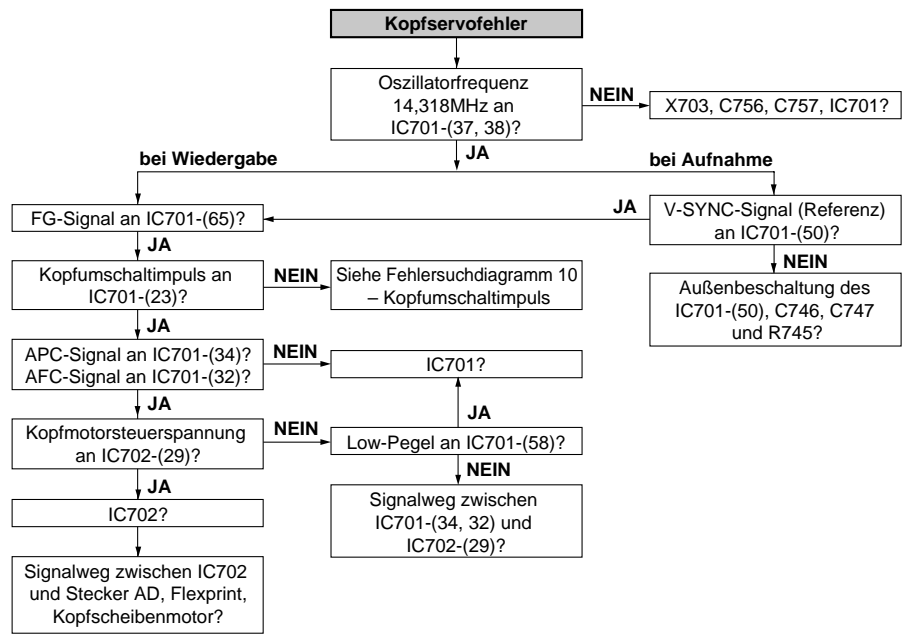 Kopfservofehler
Oszillatorfrequenz
14,318MHz an
IC701-(37, 38)?
NEIN
X703, C756, C757, IC701?
JA
bei Wiedergabe
bei Aufnahme
FG-Signal an IC701-(65)?
JA
V-SYNC-Signal (Referenz)
an IC701-(50)?
JA
NEIN
Kopfumschaltimpuls an
IC701-(23)?
NEIN
Siehe Fehlersuchdiagramm 10
– Kopfumschaltimpuls
Außenbeschaltung des
IC701-(50), C746, C747
und R745?
JA
APC-Signal an IC701-(34)?
AFC-Signal an IC701-(32)?
NEIN
IC701?
JA
JA
Kopfmotorsteuerspannung
an IC702-(29)?
NEIN
Low-Pegel an IC701-(58)?
JA
NEIN
IC702?
Signalweg zwischen
IC701-(34, 32) und
IC702-(29)?
Signalweg zwischen IC702
und Stecker AD, Flexprint,
Kopfscheibenmotor?